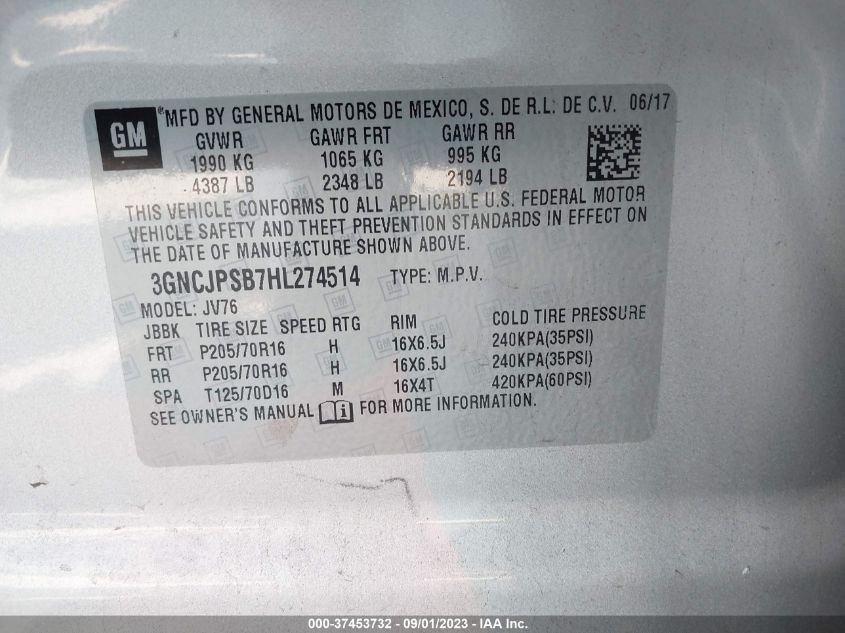 GM
®MFD BY GENERAL MOTORS DE MEXICO, S. DE R.L: DE C.V. 06/17
GVWR GAWR FRT GAWR RR
1990 KG 1065 KG 995 KG
4387 LB 2348 LB 2194 LB
THIS VEHICLE CONFORMS TO ALL APPLICABLE U.S. FEDERAL MOTOR
VEHICLE SAFETY AND THEFT PREVENTION STANDARDS IN EFFECT ON
THE DATE OF MANUFACTURE SHOWN ABOVE.
3GNCJPSB7HL274514 TYPE: M.P.V.
MODEL: JV76
JBBK TIRE SIZE SPEED RTG RIM COLD TIRE PRESSURE
FRT P205/70R16 H 16X6.5J 240KPA(35PSI)
RR P205/70R16 H 16X6.5J 240KPA(35PSI)
SPA T125/70D16 M 16X4T 420KPA(60PSI)
SEE OWNER'S MANUAL FOR MORE INFORMATION.
000-37453732 - 09/01/2023 - IAA Inc.